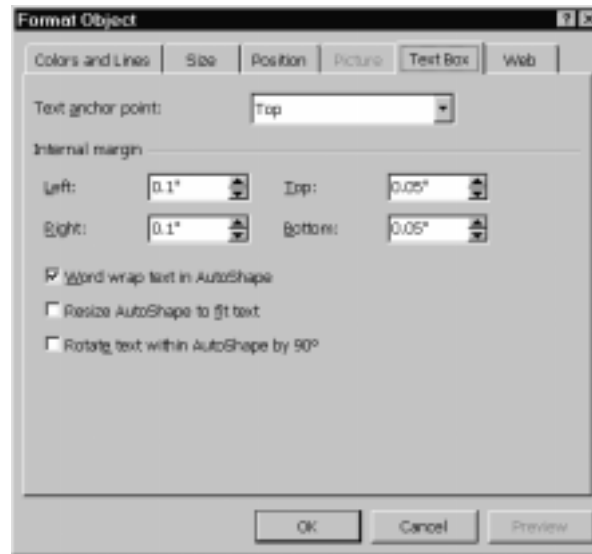 Format Object
Colors and Lines Size Position Picture Text Box Web
Text anchor point: Top
Internal margin
Left: 0.1" Top: 0.05"
Right: 0.1" Bottom: 0.05"
Word wrap text in AutoShape
Resize AutoShape to fit text
Rotate text within AutoShape by 90°
OK Cancel Preview